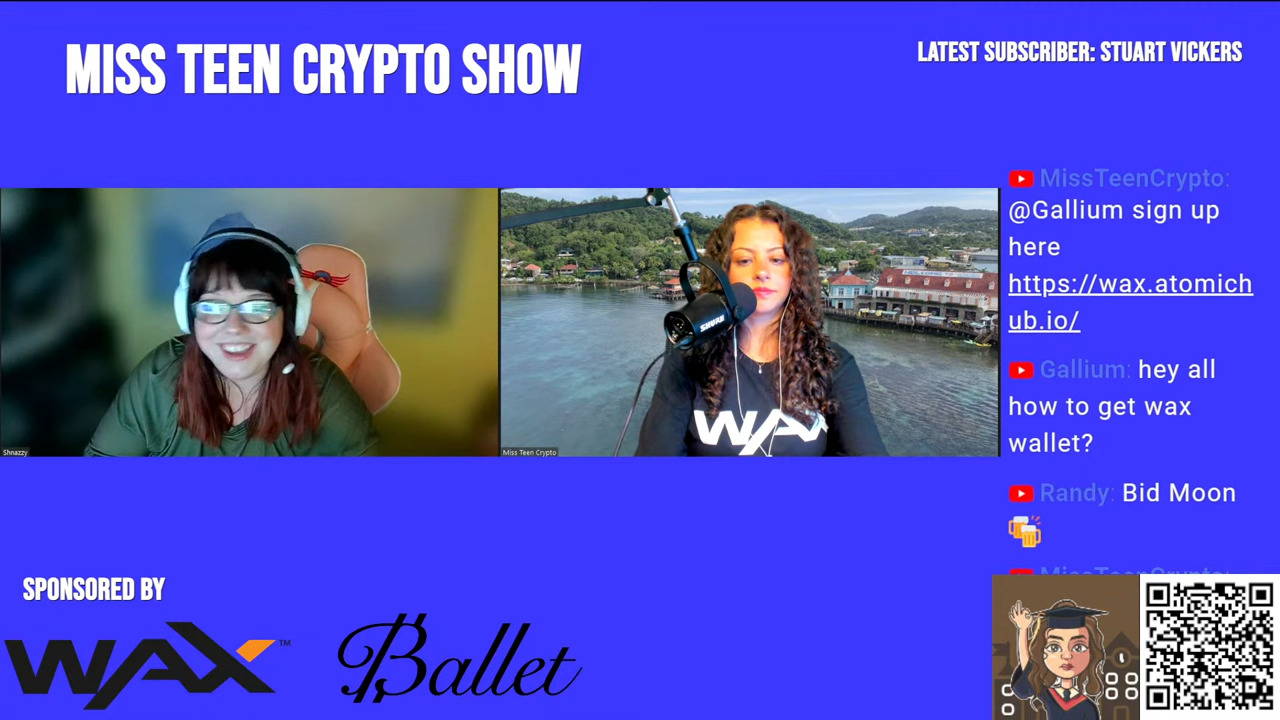 MISS TEEN CRYPTO SHOW
LATEST SUBSCRIBER: STUART VICKERS
MissTeenCrypto:
@Gallium sign up
here
https://wax.atomich
ub.io/
Gallium: hey all
how to get wax
wallet?
Randy: Bid Moon
MissTeenCrypto:
SHURE
WAX
Shnazzy
Miss Teen Crypto
SPONSORED BY
WAX™
Ballet